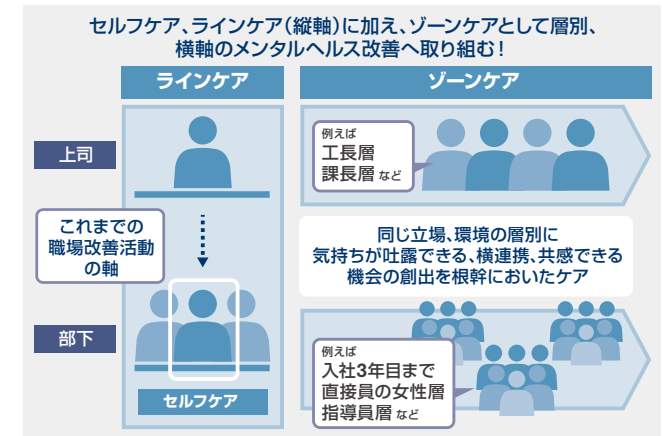 セルフケア、ラインケア（縦軸）に加え、ゾーンケアとして層別、
横軸のメンタルヘルス改善へ取り組む！
ラインケア
ゾーンケア
上司
例えば
工長層
課長層 など
これまでの
職場改善活動
の軸
同じ立場、環境の層別に
気持ちが吐露できる、横連携、共感できる
機会の創出を根幹においたケア
部下
セルフケア
例えば
入社3年目まで
直接員の女性層
指導員層 など